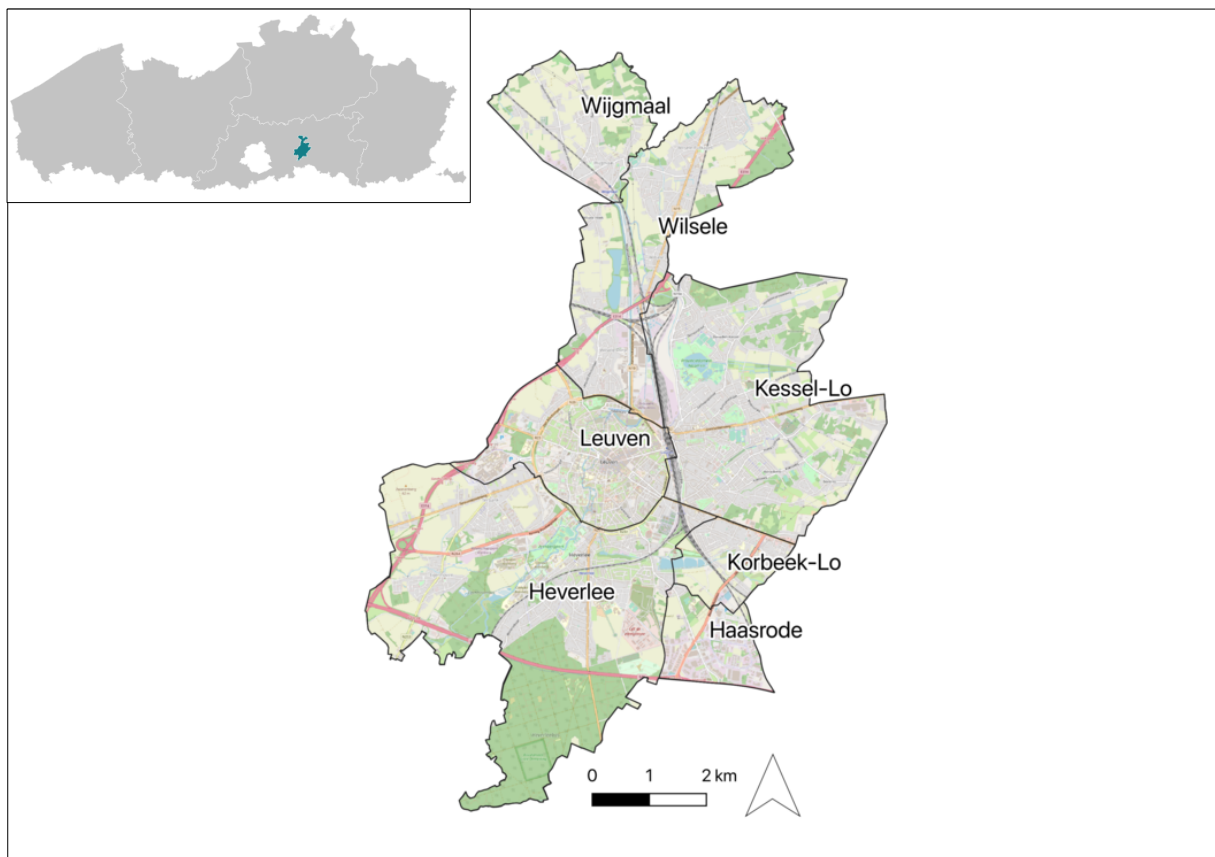 Wijgmaal
Wilsele
Kessel-Lo
Leuven
Korbeek-Lo
Heverlee
Haasrode
0 1 2 km